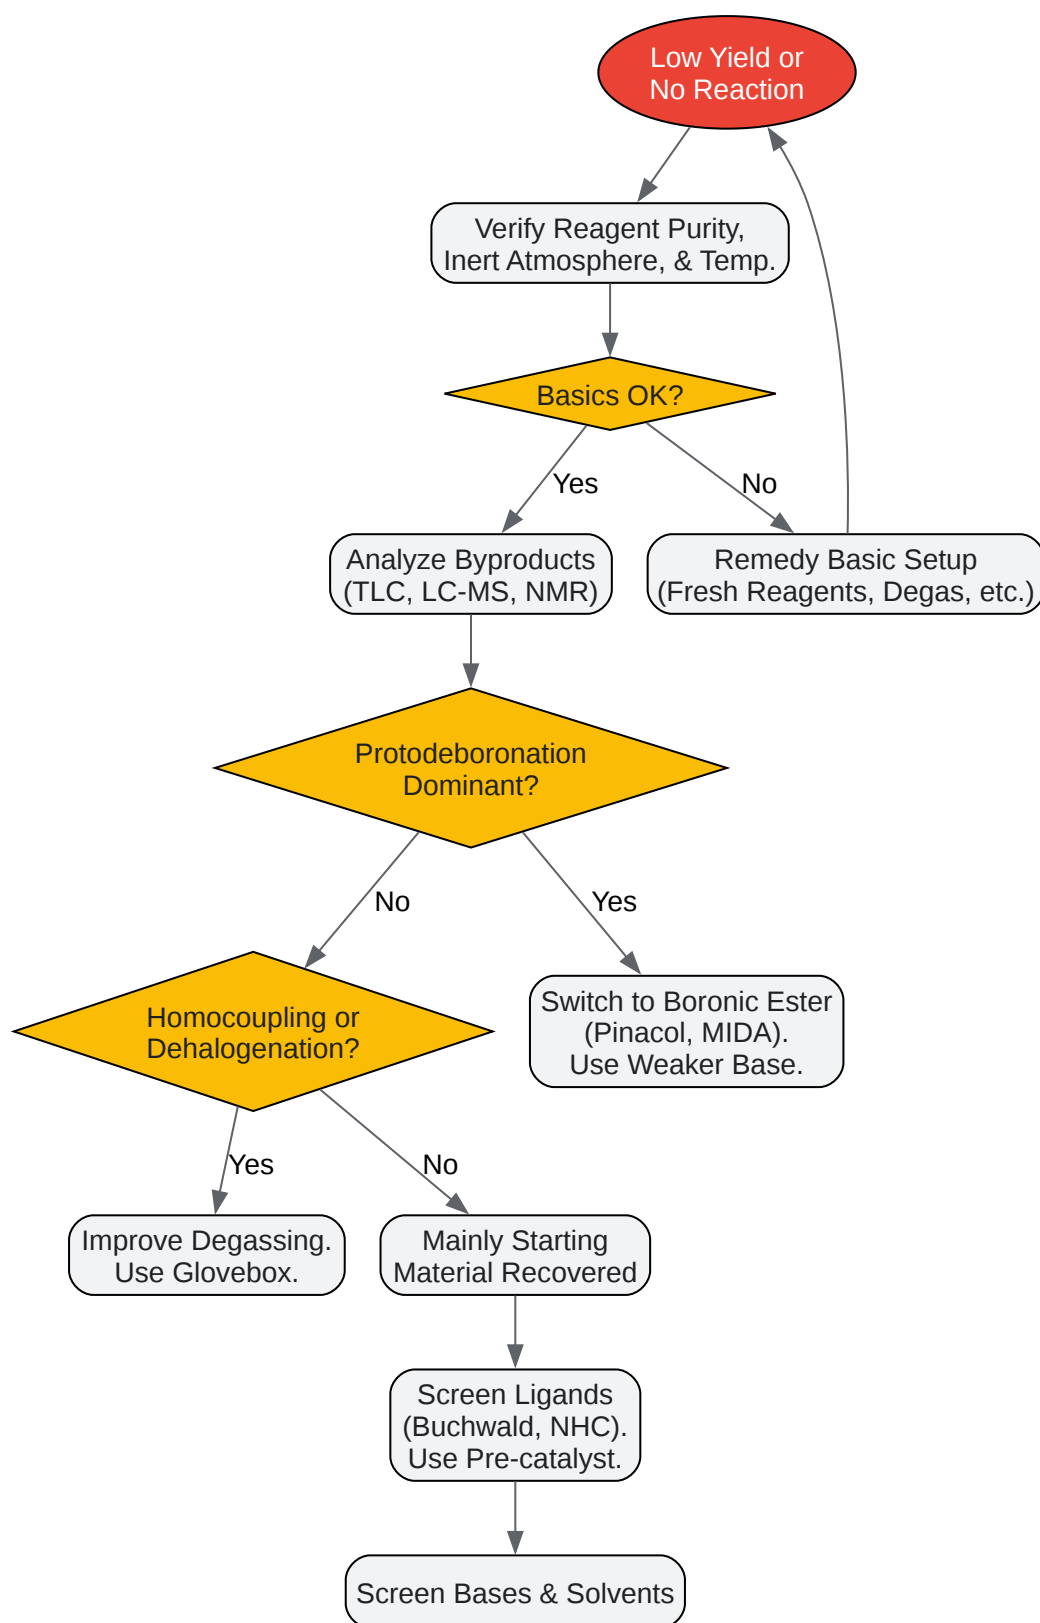 Low Yield or
No Reaction
Verify Reagent Purity,
Inert Atmosphere, & Temp.
Basics OK?
Yes
No
Analyze Byproducts
(TLC, LC-MS, NMR)
Remedy Basic Setup
(Fresh Reagents, Degas, etc.)
Protodeboronation
Dominant?
No
Yes
Homocoupling or
Dehalogenation?
Switch to Boronic Ester
(Pinacol, MIDA).
Use Weaker Base.
Yes
No
Improve Degassing.
Use Glovebox.
Mainly Starting
Material Recovered
Screen Ligands
(Buchwald, NHC).
Use Pre-catalyst.
Screen Bases & Solvents